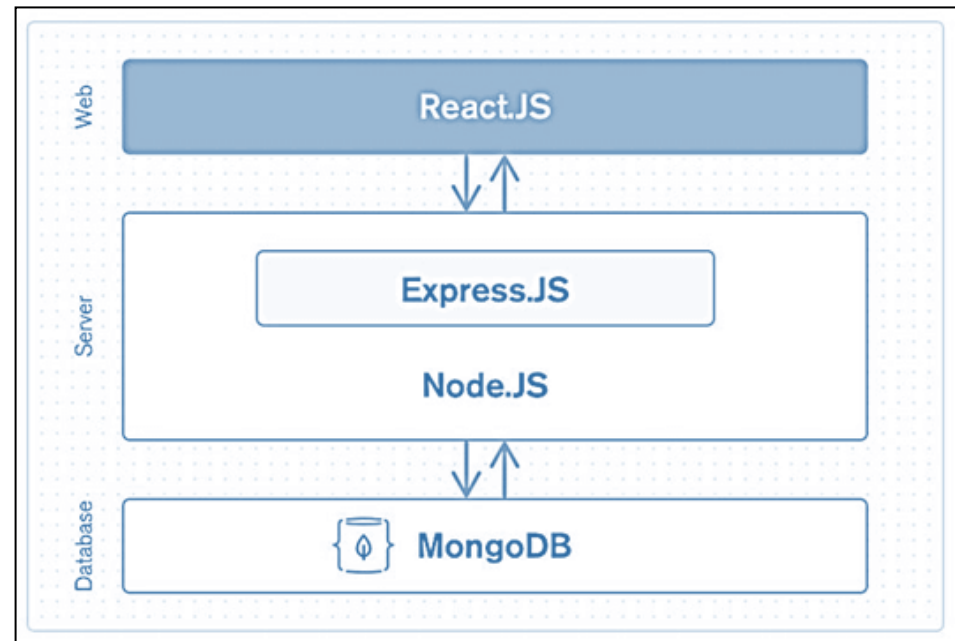 Web
React.JS
Server
Express.JS
Node.JS
Database
MongoDB